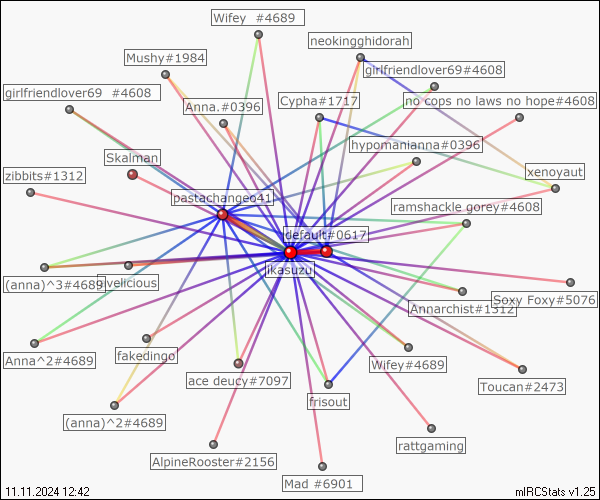 Wifey  #4689
neokingghidorah
Mushy#1984
girlfriendlover69#4608
girlfriendlover69  #4608
Anna.#0396
Cypha#1717
no cops no laws no hope#4608
hypomanianna#0396
Skalman
zibbits#1312
xenoyaut
pastachangeo41
ramshackle gorey#4608
default#0617
ikasuzu
(anna)^3#4689
velicious
Annarchist#1312
Soxy Foxy#5076
Anna^2#4689
fakedingo
Wifey#4689
ace deucy#7097
Toucan#2473
frisout
(anna)^2#4689
rattgaming
AlpineRooster#2156
Mad #6901
11.11.2024 12:42
mIRCStats v1.25